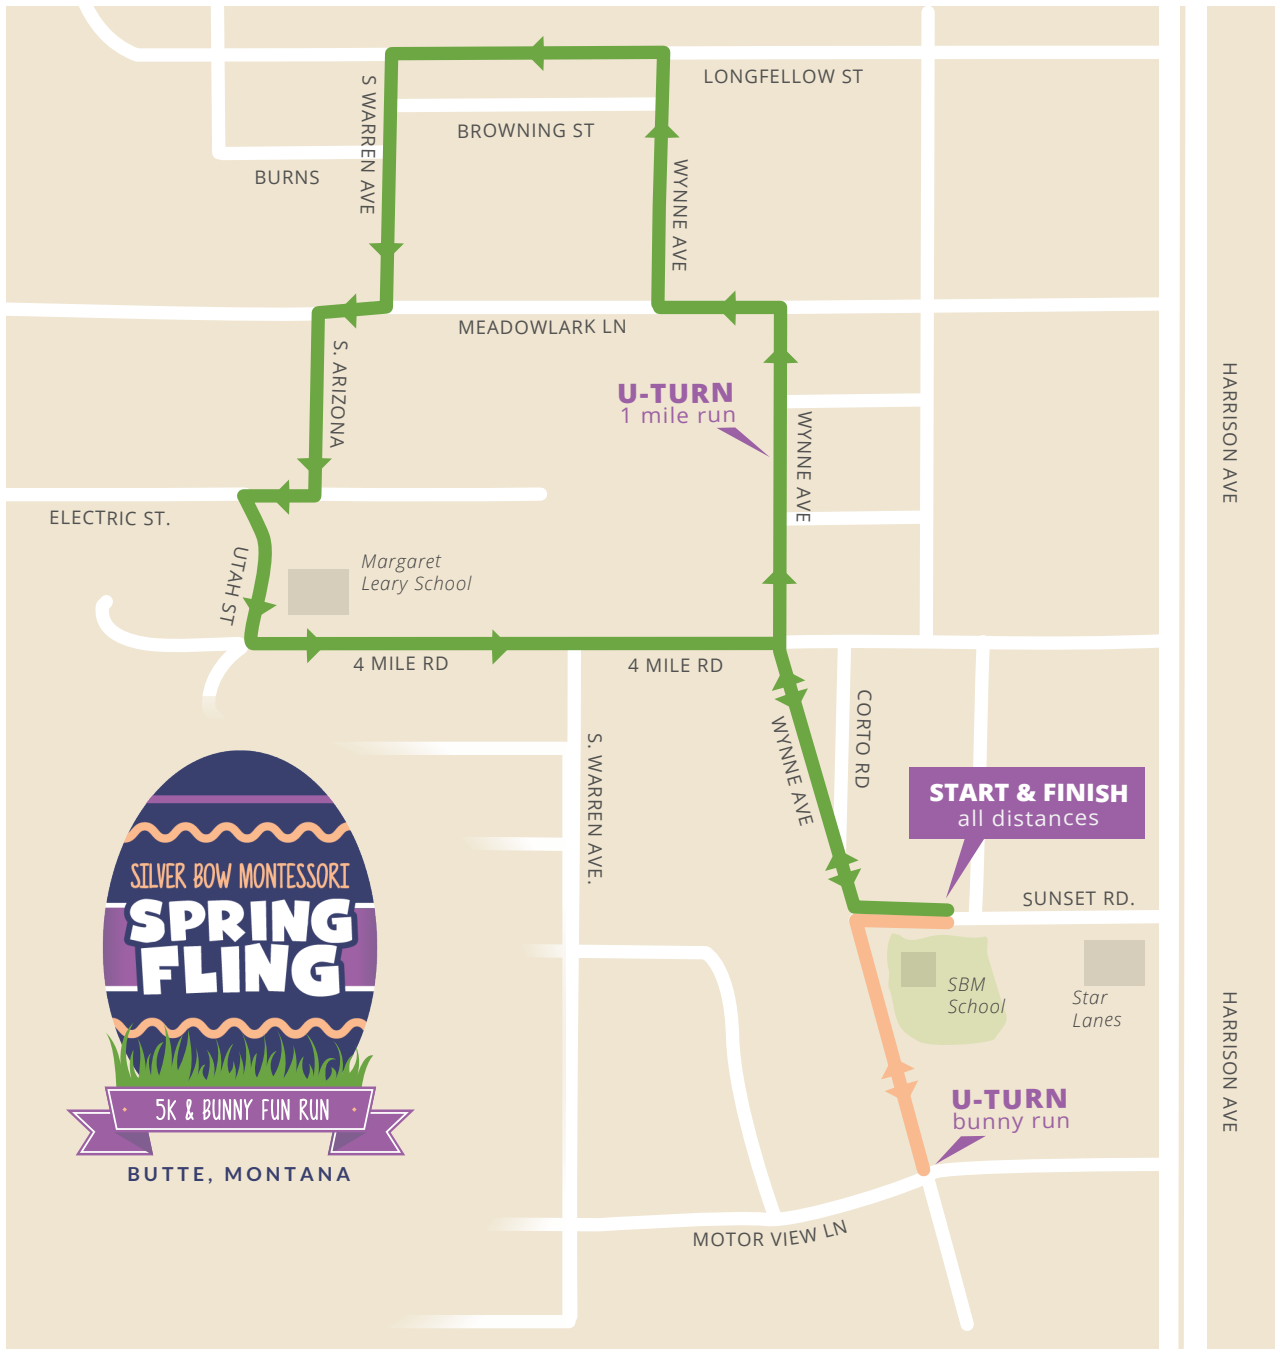 LONGFELLOW ST
S WARREN AVE
BROWNING ST
BURNS
WYNNE AVE
MEADOWLARK LN
S. ARIZONA
U-TURN
1 mile run
HARRISON AVE
WYNNE AVE
ELECTRIC ST.
UTAH ST
Margaret
Leary School
4 MILE RD
4 MILE RD
CORTO RD
WYNNE AVE
S. WARREN AVE.
START & FINISH
all distances
SUNSET RD.
SILVER BOW MONTESSORI
SPRING
FLING
5K & BUNNY FUN RUN
BUTTE, MONTANA
SBM
School
Star
Lanes
HARRISON AVE
U-TURN
bunny run
MOTOR VIEW LN